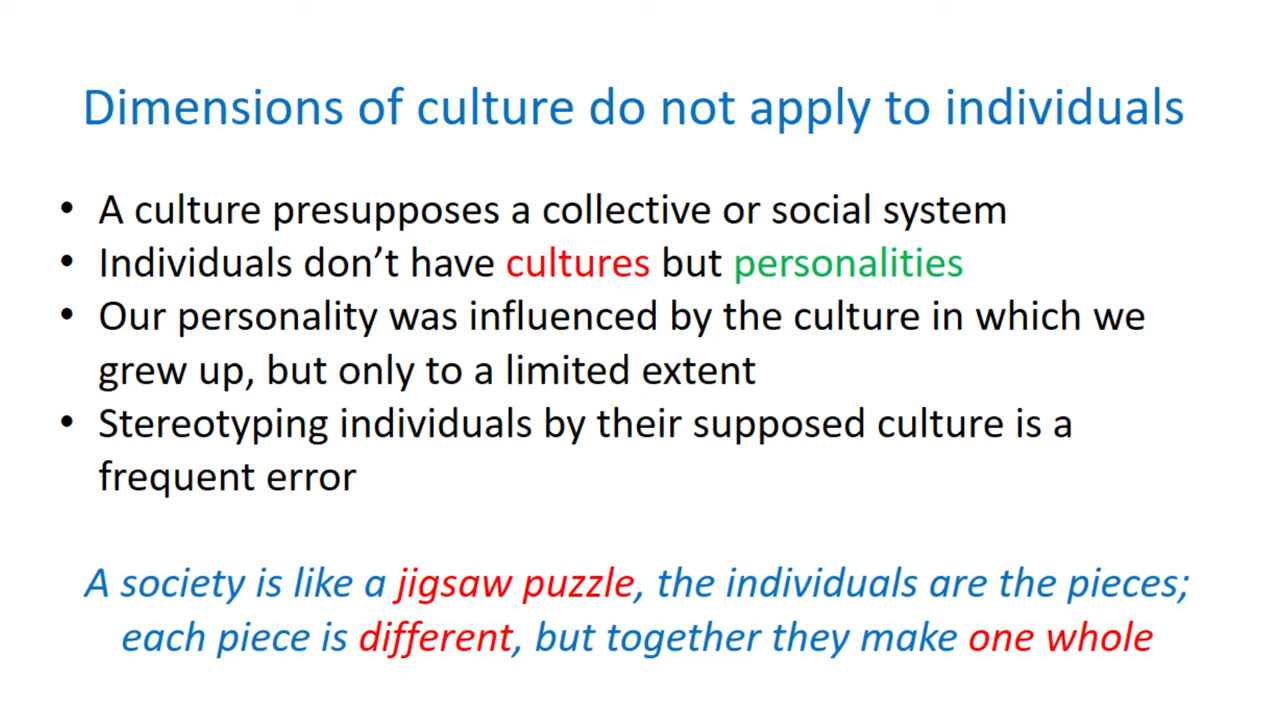 Dimensions of culture do not apply to individuals
• A culture presupposes a collective or social system
• Individuals don’t have cultures but personalities
• Our personality was influenced by the culture in which we
grew up, but only to a limited extent
• Stereotyping individuals by their supposed culture is a
frequent error
A society is like a jigsaw puzzle, the individuals are the pieces;
each piece is different, but together they make one whole